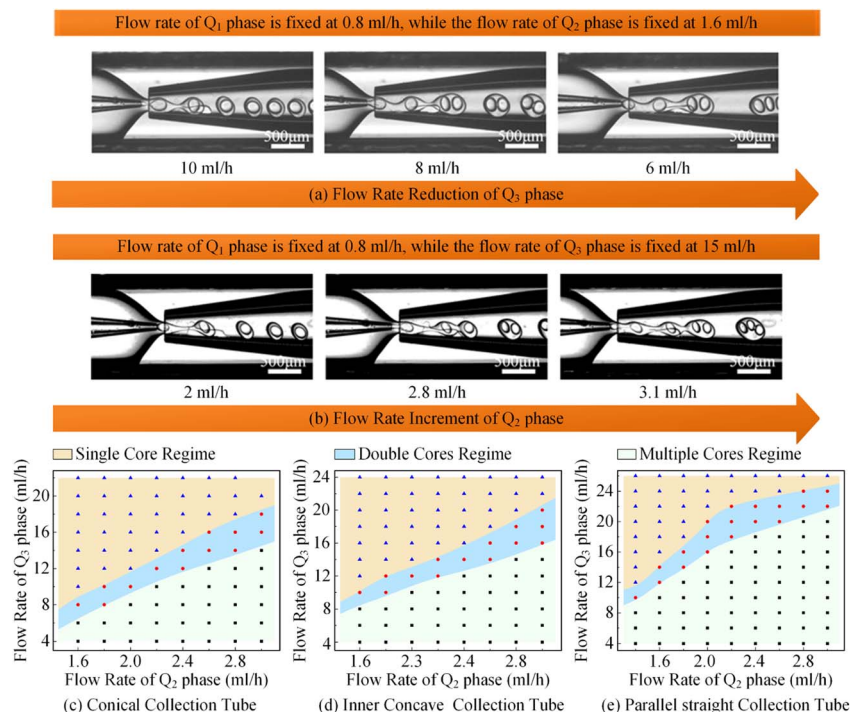 Flow rate of Q1 phase is fixed at 0.8 ml/h, while the flow rate of Q2 phase is fixed at 1.6 ml/h
500μm 500μm 500μm
10 ml/h 8 ml/h 6 ml/h
(a) Flow Rate Reduction of Q3 phase
Flow rate of Q1 phase is fixed at 0.8 ml/h, while the flow rate of Q3 phase is fixed at 15 ml/h
500μm 500μm 500μm
2 ml/h 2.8 ml/h 3.1 ml/h
(b) Flow Rate Increment of Q2 phase
Single Core Regime Double Cores Regime Multiple Cores Regime
Flow Rate of Q3 phase (ml/h)
20
16
12
8
4
1.6 2.0 2.4 2.8
Flow Rate of Q2 phase (ml/h)
(c) Conical Collection Tube
Flow Rate of Q3 phase (ml/h)
24
20
16
12
8
4
1.6 2.3 2.4 2.8
Flow Rate of Q2 phase (ml/h)
(d) Inner Concave Collection Tube
Flow Rate of Q3 phase (ml/h)
24
20
16
12
8
4
1.6 2.0 2.4 2.8
Flow Rate of Q2 phase (ml/h)
(e) Parallel straight Collection Tube